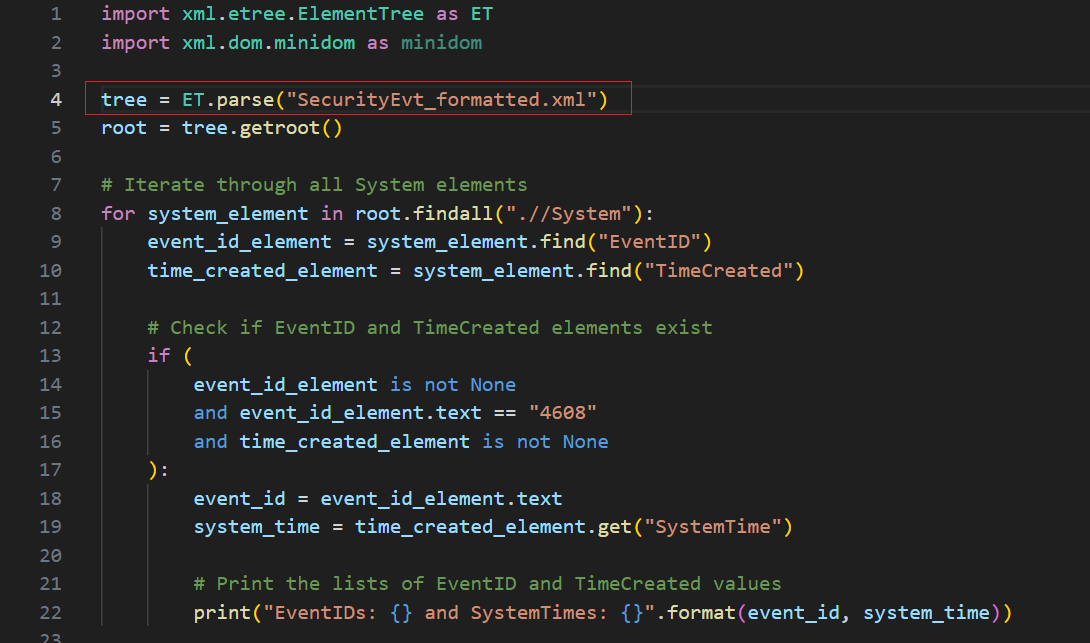 1 import xml.etree.ElementTree as ET
2 import xml.dom.minidom as minidom
3
4 tree = ET.parse("SecurityEvt_formatted.xml")
5 root = tree.getroot()
6
7 # Iterate through all System elements
8 for system_element in root.findall(".//System"):
9     event_id_element = system_element.find("EventID")
10     time_created_element = system_element.find("TimeCreated")
11
12     # Check if EventID and TimeCreated elements exist
13     if (
14         event_id_element is not None
15         and event_id_element.text == "4608"
16         and time_created_element is not None
17     ):
18         event_id = event_id_element.text
19         system_time = time_created_element.get("SystemTime")
20
21         # Print the lists of EventID and TimeCreated values
22         print("EventIDs: {} and SystemTimes: {}".format(event_id, system_time))
23